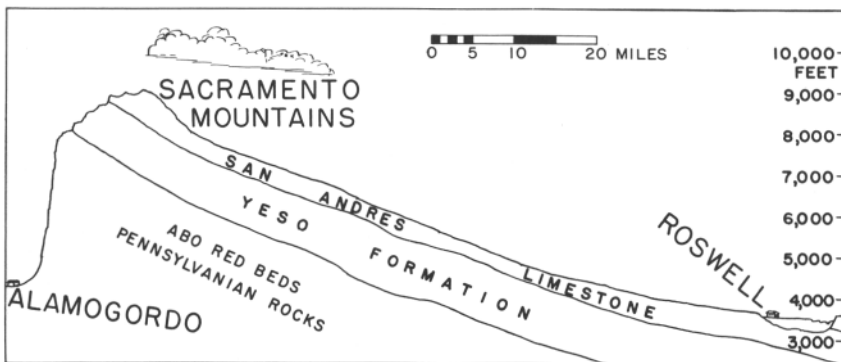 0 5 10 20 MILES
10,000
FEET
9,000
8,000
7,000
6,000
5,000
4,000
3,000
SACRAMENTO
MOUNTAINS
SAN ANDRES LIMESTONE
YESO FORMATION
ABO RED BEDS
PENNSYLVANIAN ROCKS
ROSWELL
ALAMOGORDO